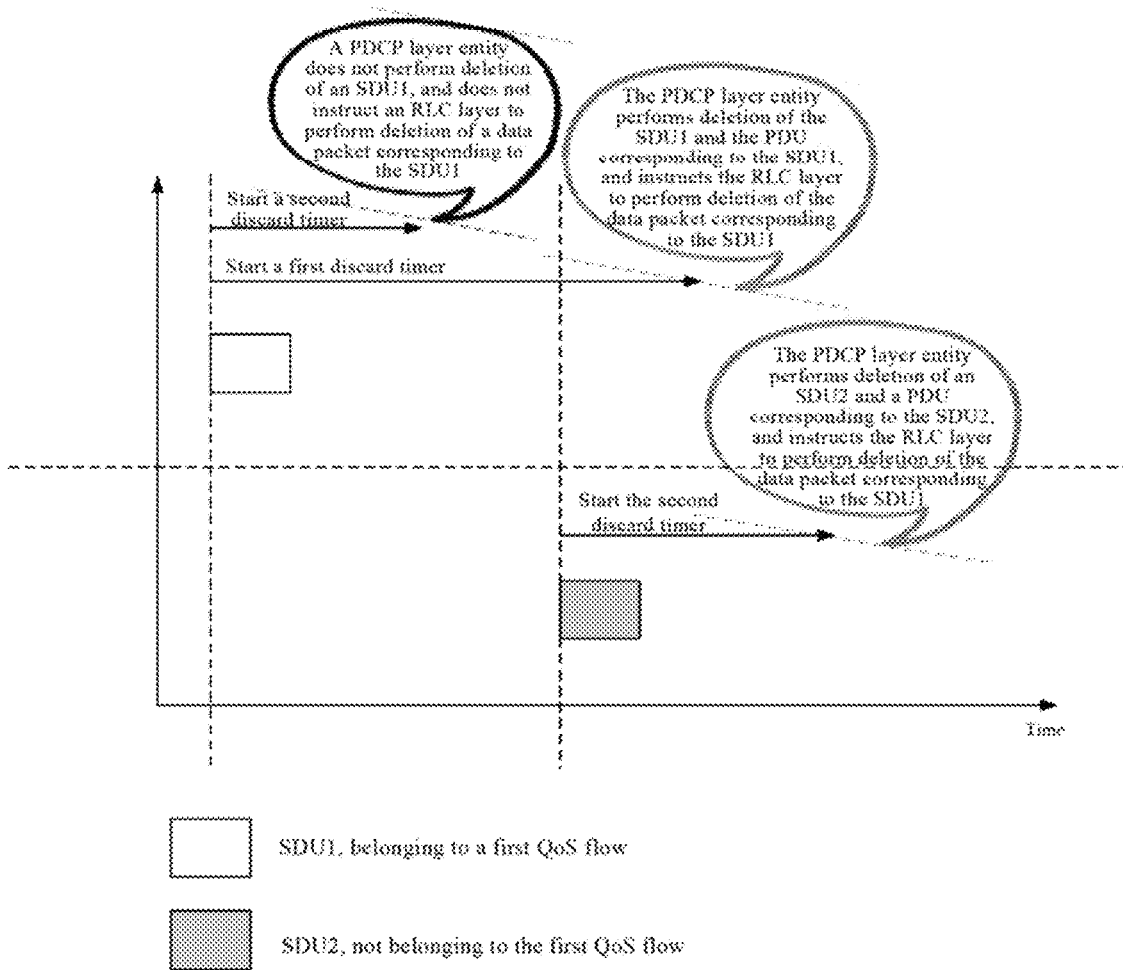 A PDCP layer entity
does not perform deletion
of an SDU1, and does not
instruct an RLC layer to
perform deletion of a data
packet corresponding to
the SDU1
The PDCP layer entity
performs deletion of the
SDU1 and the PDU
corresponding to the SDU1,
and instructs the RLC layer
to perform deletion of the
data packet corresponding
to the SDU1
Start a second
discard timer
Start a first discard timer
The PDCP layer entity
performs deletion of an
SDU2 and a PDU
corresponding to the SDU2,
and instructs the RLC layer
to perform deletion of the
data packet corresponding
to the SDU1
Start the second
discard timer
Time
SDU1, belonging to a first QoS flow
SDU2, not belonging to the first QoS flow